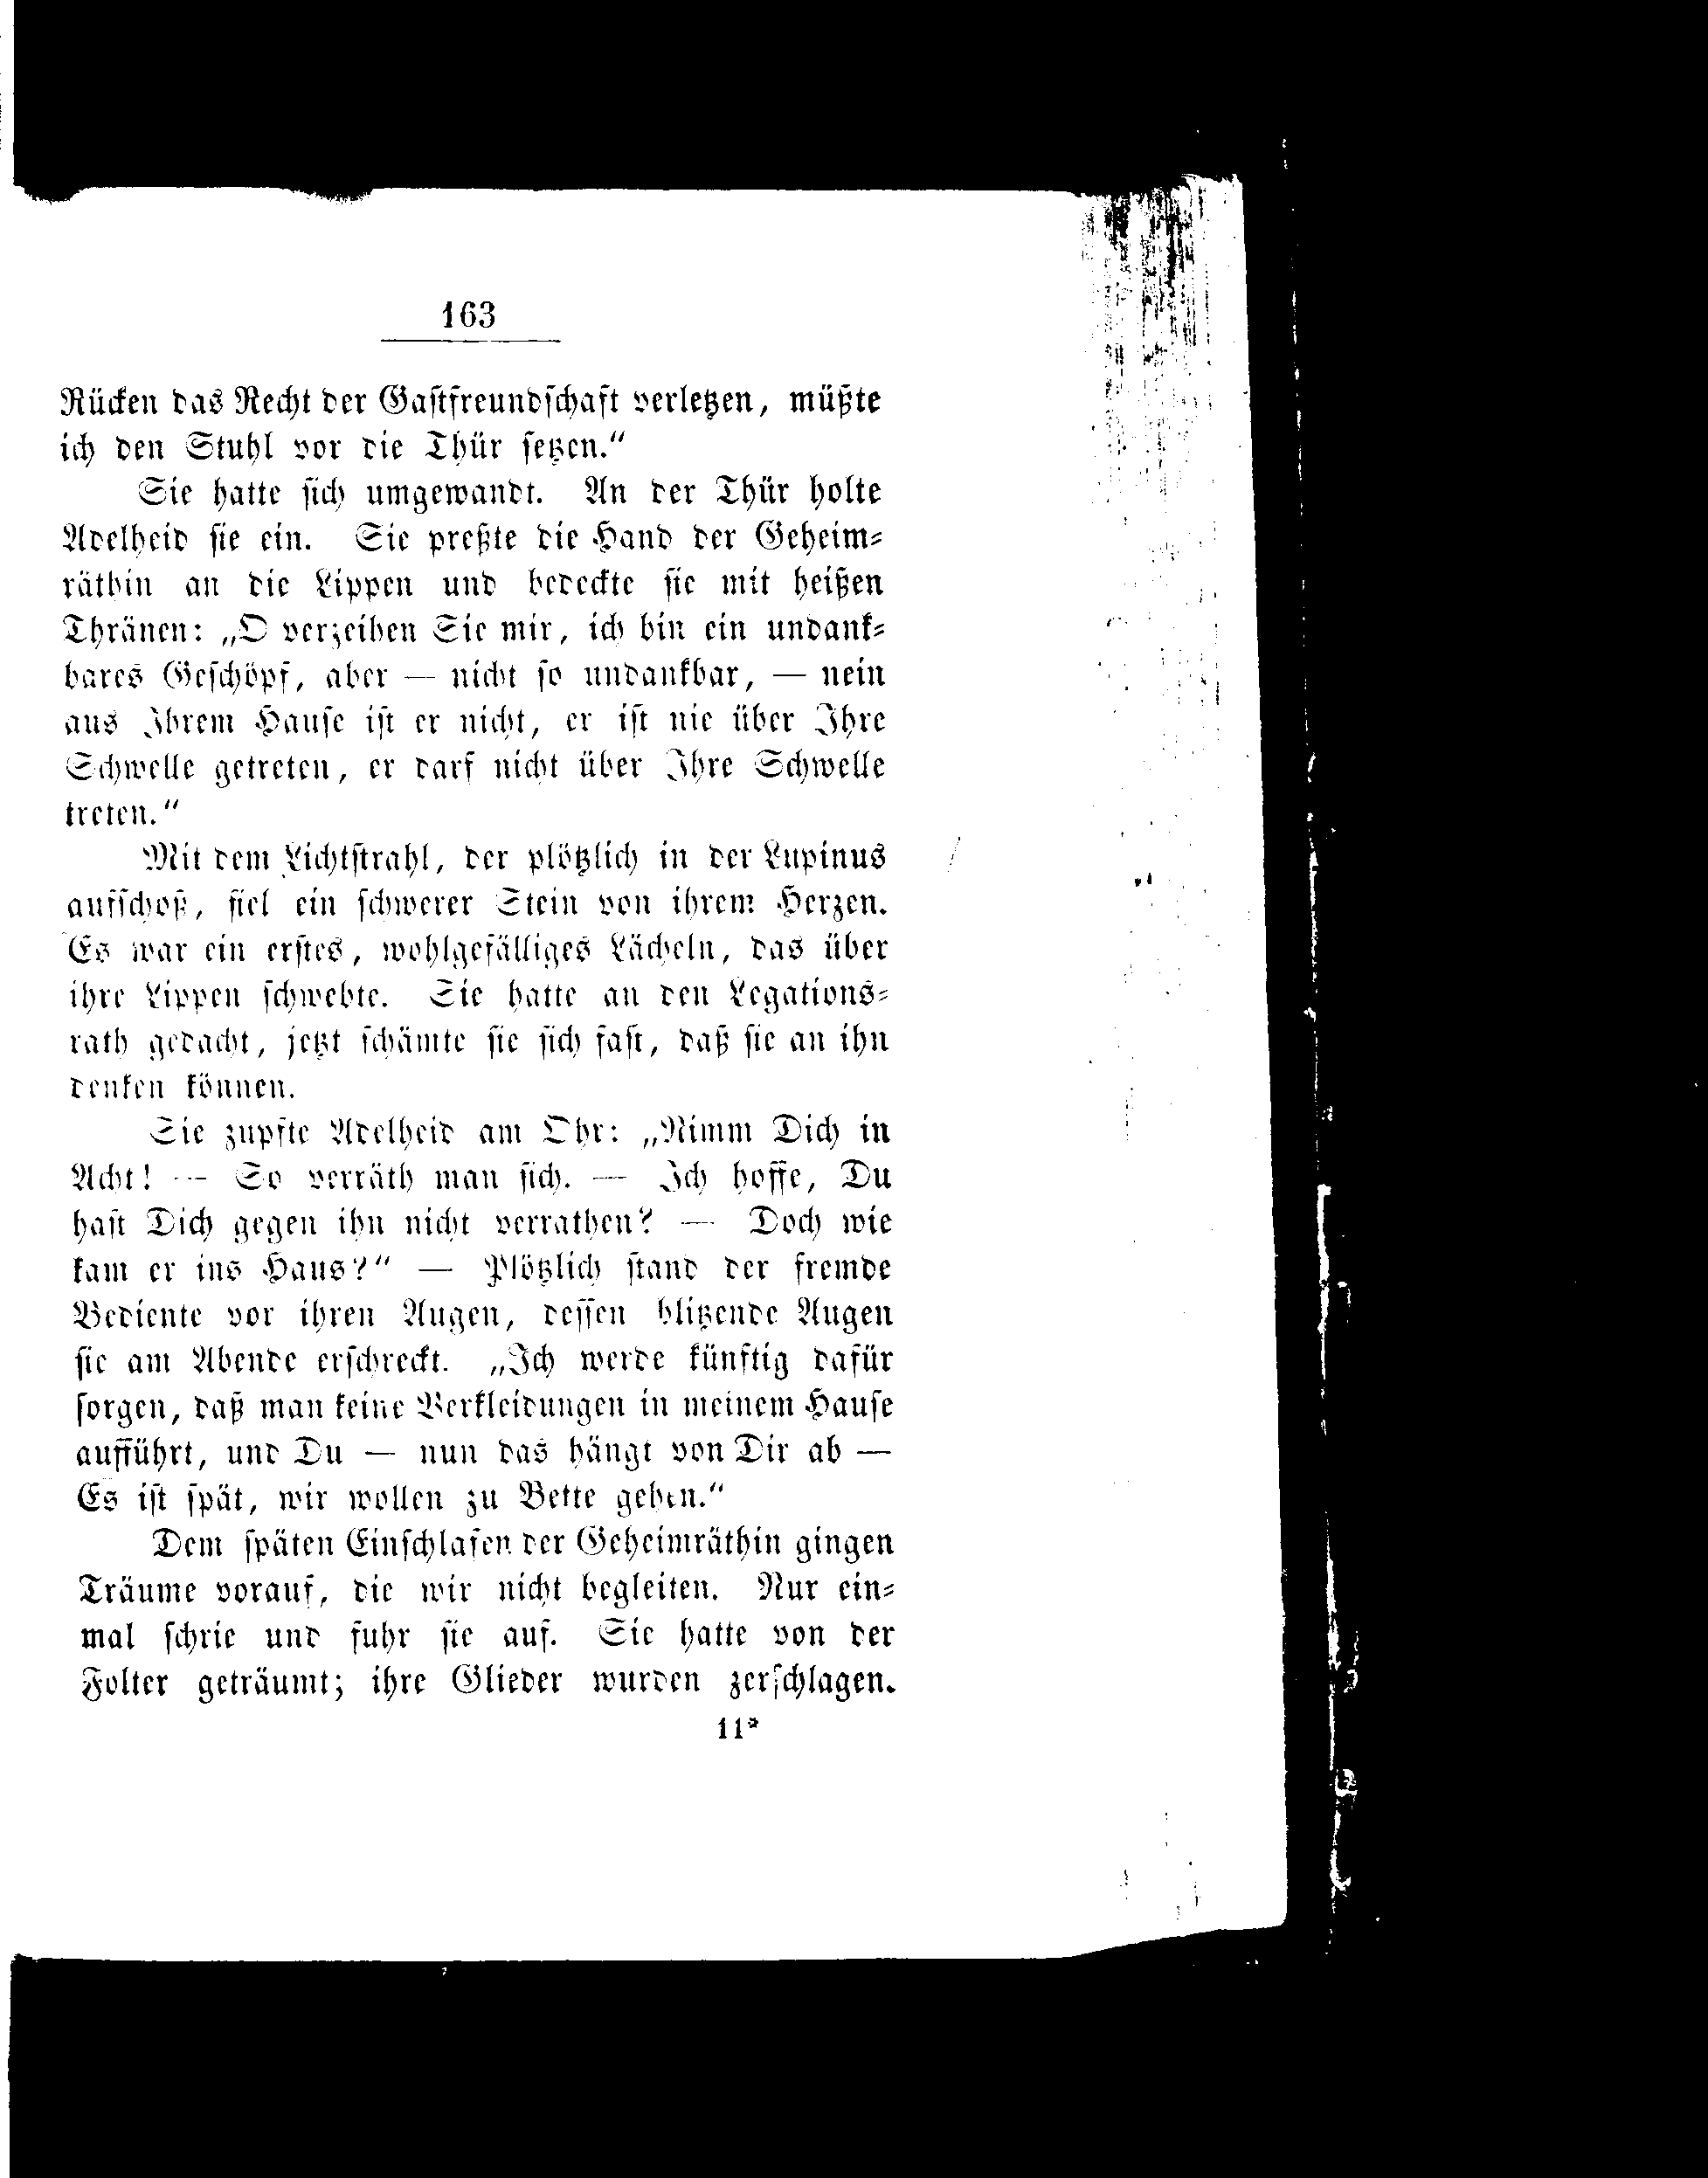 163
Rücken das Recht der Gastfreundschaft verletzen, müßte
ich den Stuhl vor die Thür setzen.“
Sie hatte sich umgewandt. An der Thür holte
Adelheid sie ein. Sie preßte die Hand der Geheim-
räthin an die Lippen und bedeckte sie mit heißen
Thränen: „O verzeihen Sie mir, ich bin ein undank-
bares Geschöpf, aber — nicht so undankbar, — nein
aus Ihrem Hause ist er nicht, er ist nie über Ihre
Schwelle getreten, er darf nicht über Ihre Schwelle
treten.“
Mit dem Lichtstrahl, der plötzlich in der Lupinus
aufschoß, fiel ein schwerer Stein von ihrem Herzen.
Es war ein erstes, wohlgefälliges Lächeln, das über
ihre Lippen schwebte. Sie hatte an den Legations-
rath gedacht, jetzt schämte sie sich fast, daß sie an ihn
denken können.
Sie zupfte Adelheid am Ohr: „Nimm Dich in
Acht! — So verräth man sich. — Ich hoffe, Du
hast Dich gegen ihn nicht verrathen? — Doch wie
kam er ins Haus?“ — Plötzlich stand der fremde
Bediente vor ihren Augen, dessen blitzende Augen
sie am Abende erschreckt. „Ich werde künftig dafür
sorgen, daß man keine Verkleidungen in meinem Hause
aufführt, und Du — nun das hängt von Dir ab —
Es ist spät, wir wollen zu Bette gehen.“
Dem späten Einschlafen der Geheimräthin gingen
Träume vorauf, die wir nicht begleiten. Nur ein-
mal schrie und fuhr sie auf. Sie hatte von der
Folter geträumt; ihre Glieder wurden zerschlagen.
11*